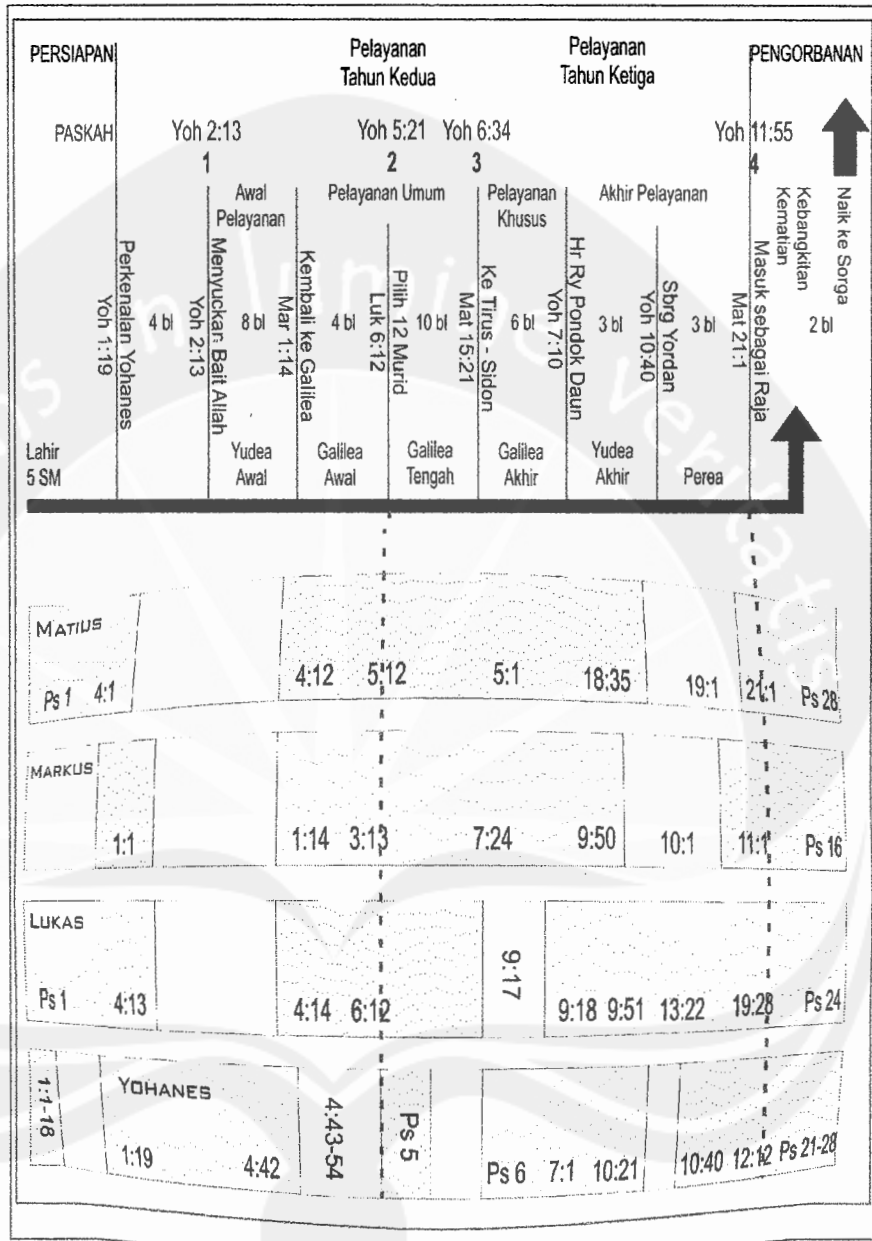 PERSIAPAN
Pelayanan
Tahun Kedua
Pelayanan
Tahun Ketiga
PENGORBANAN
PASKAH
Yoh 2:13
1
Yoh 5:21
2
Yoh 6:34
3
Yoh 11:55
4
Awal
Pelayanan
Pelayanan Umum
Pelayanan
Khusus
Akhir Pelayanan
Perkenalan Yohanes
Yoh 1:19
4 bl
Menyuckan Bait Allah
Yoh 2:13
8 bl
Kembali ke Galilea
Mar 1:14
4 bl
Pilih 12 Murid
Luk 6:12
10 bl
Ke Tirus - Sidon
Mat 15:21
6 bl
Hr Ry Pondok Daun
Yoh 7:10
3 bl
Sbrg Yordan
Yoh 10:40
3 bl
Masuk sebagai Raja
Mat 21:1
Kematian
Kebangkitan
Naik ke Sorga
2 bl
Lahir
5 SM
Yudea
Awal
Galilea
Awal
Galilea
Tengah
Galilea
Akhir
Yudea
Akhir
Perea
MATIUS
Ps 1 4:1 4:12 5:12 5:1 18:35 19:1 21:1 Ps 28
MARKUS
1:1 1:14 3:13 7:24 9:50 10:1 11:1 Ps 16
LUKAS
Ps 1 4:13 4:14 6:12 9:17 9:18 9:51 13:22 19:28 Ps 24
YOHANES
1:1-18 1:19 4:42 4:43-54 Ps 5 Ps 6 7:1 10:21 10:40 12:12 Ps 21-28
in lumine veritatis